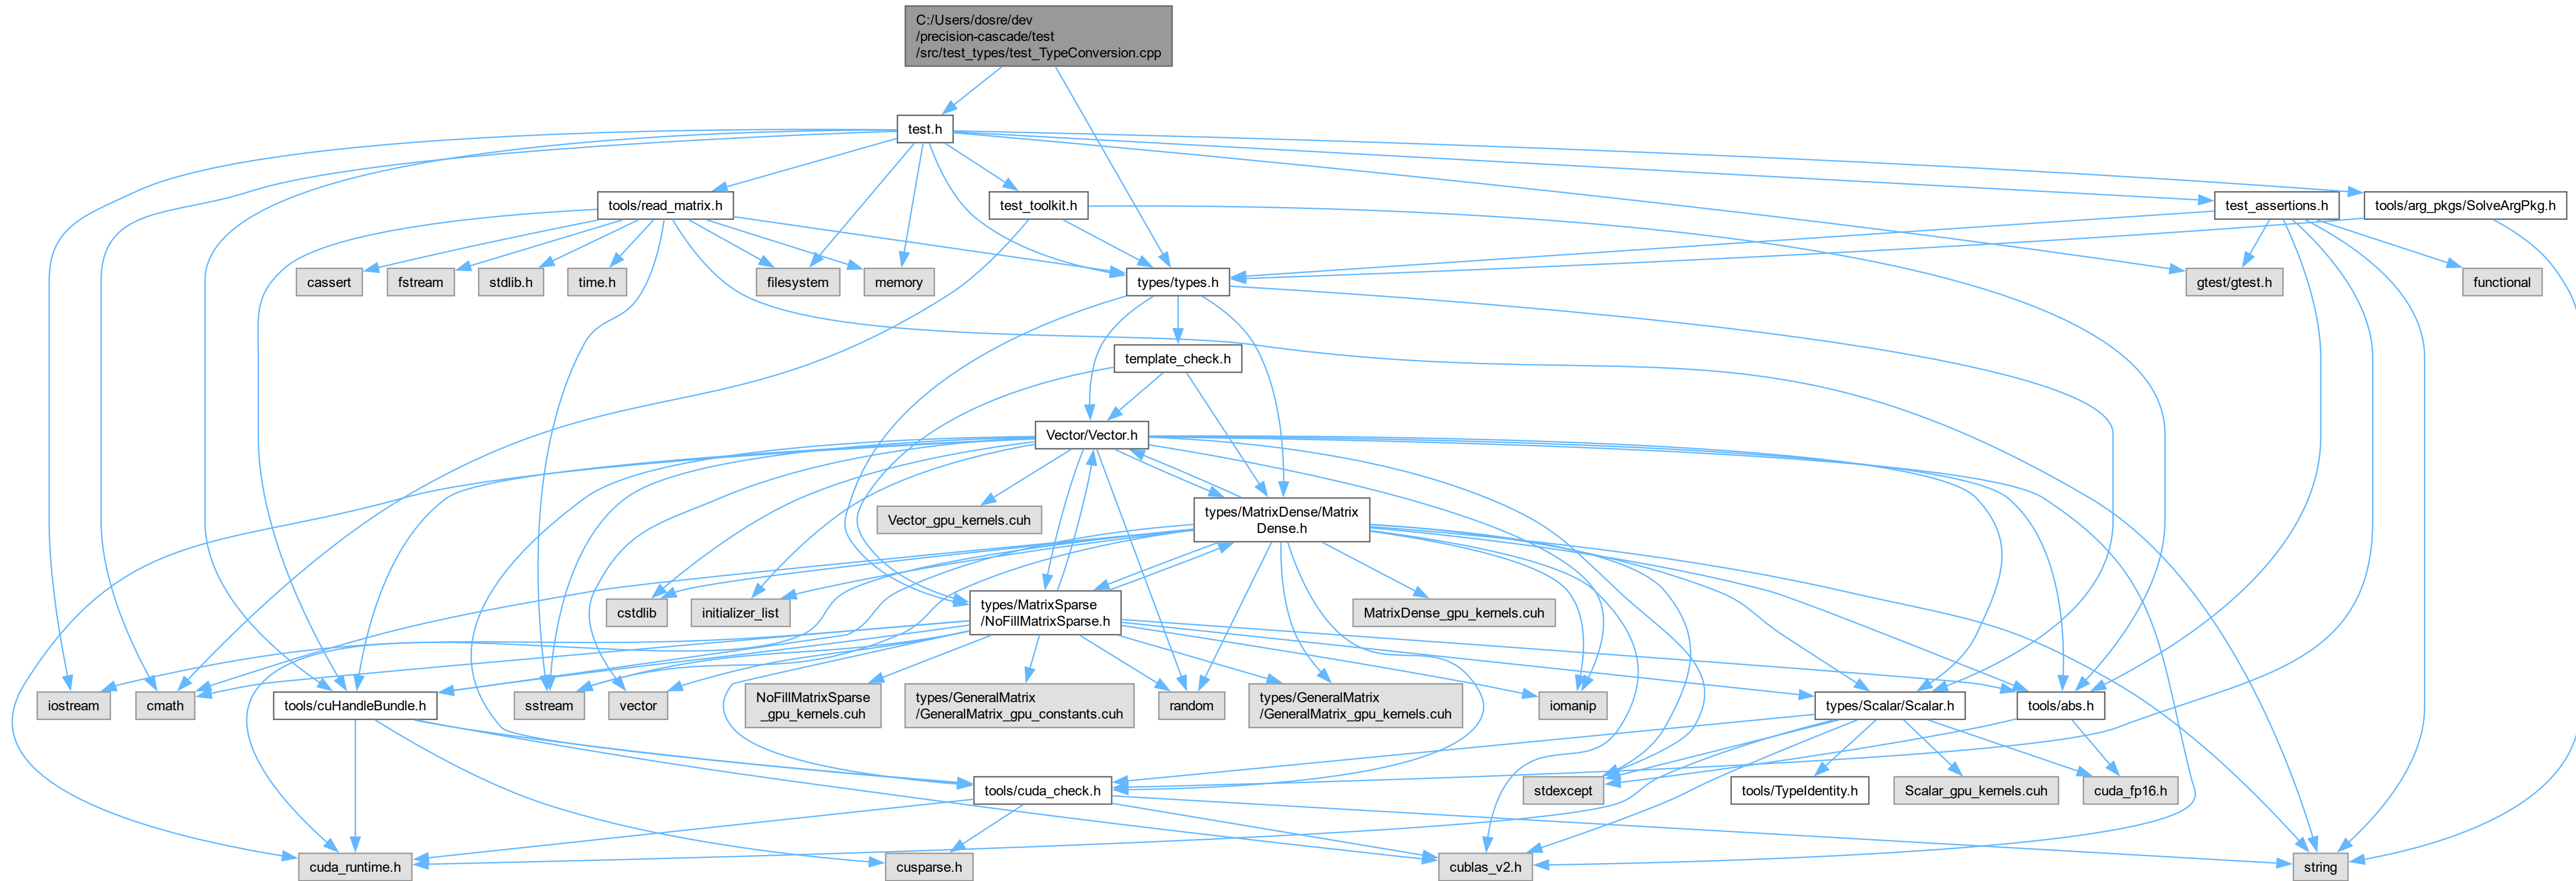 C:/Users/dosre/dev
/precision-cascade/test
/src/test_types/test_TypeConversion.cpp
test.h
tools/read_matrix.h
test_toolkit.h
test_assertions.h
tools/arg_pkgs/SolveArgPkg.h
cassert
fstream
stdlib.h
time.h
filesystem
memory
types/types.h
gtest/gtest.h
functional
template_check.h
Vector/Vector.h
Vector_gpu_kernels.cuh
types/MatrixDense/Matrix
Dense.h
cstdlib
initializer_list
types/MatrixSparse
/NoFillMatrixSparse.h
MatrixDense_gpu_kernels.cuh
iostream
cmath
tools/cuHandleBundle.h
sstream
vector
NoFillMatrixSparse
_gpu_kernels.cuh
types/GeneralMatrix
/GeneralMatrix_gpu_constants.cuh
random
types/GeneralMatrix
/GeneralMatrix_gpu_kernels.cuh
iomanip
types/Scalar/Scalar.h
tools/abs.h
tools/cuda_check.h
stdexcept
tools/TypeIdentity.h
Scalar_gpu_kernels.cuh
cuda_fp16.h
cuda_runtime.h
cusparse.h
cublas_v2.h
string